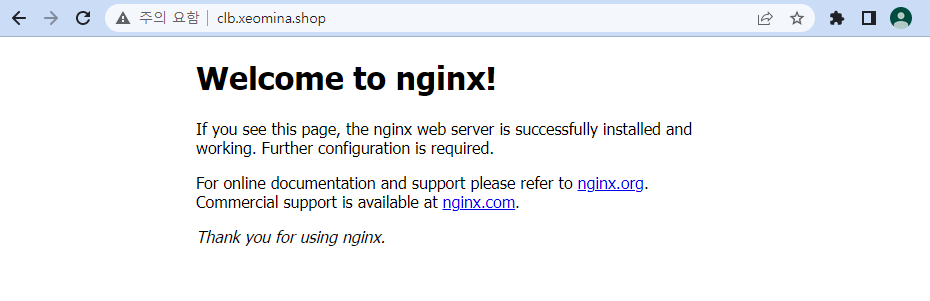 주의 요함 clb.xeomina.shop
Welcome to nginx!
If you see this page, the nginx web server is successfully installed and
working. Further configuration is required.
For online documentation and support please refer to nginx.org.
Commercial support is available at nginx.com.
Thank you for using nginx.